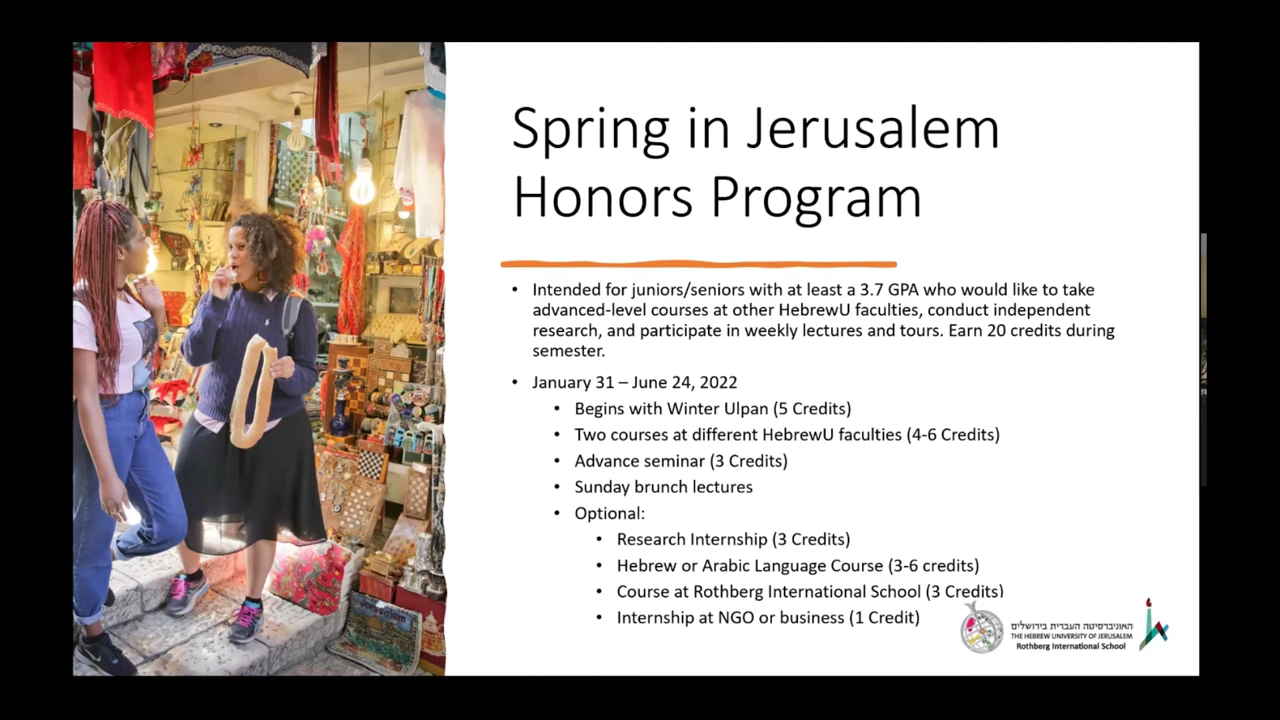 Spring in Jerusalem
Honors Program
• Intended for juniors/seniors with at least a 3.7 GPA who would like to take
advanced-level courses at other HebrewU faculties, conduct independent
research, and participate in weekly lectures and tours. Earn 20 credits during
semester.
• January 31 – June 24, 2022
• Begins with Winter Ulpan (5 Credits)
• Two courses at different HebrewU faculties (4-6 Credits)
• Advance seminar (3 Credits)
• Sunday brunch lectures
• Optional:
• Research Internship (3 Credits)
• Hebrew or Arabic Language Course (3-6 credits)
• Course at Rothberg International School (3 Credits)
• Internship at NGO or business (1 Credit)
האוניברסיטה העברית בירושלים
THE HEBREW UNIVERSITY OF JERUSALEM
Rothberg International School
Jerusalem